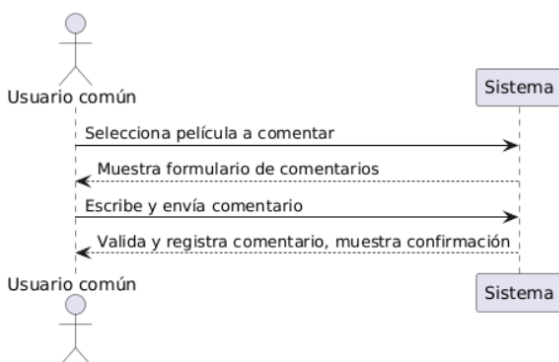 Usuario común
Sistema
Selecciona película a comentar
Muestra formulario de comentarios
Escribe y envía comentario
Valida y registra comentario, muestra confirmación
Usuario común
Sistema